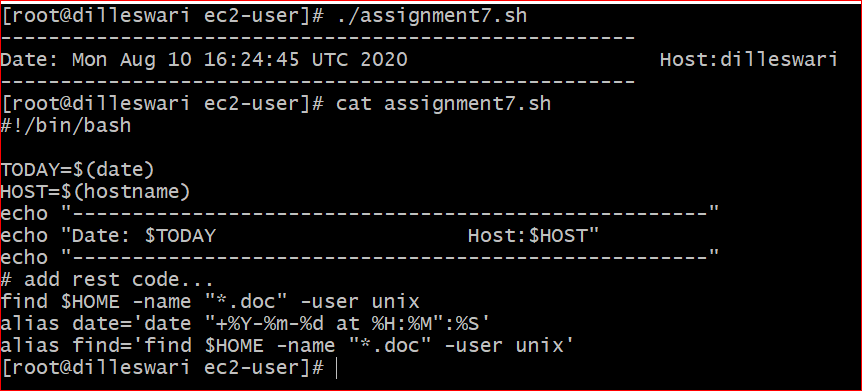 [root@dilleswari ec2-user]# ./assignment7.sh
-----------------------------------------------------
Date: Mon Aug 10 16:24:45 UTC 2020                     Host:dilleswari
-----------------------------------------------------
[root@dilleswari ec2-user]# cat assignment7.sh
#!/bin/bash

TODAY=$(date)
HOST=$(hostname)
echo "-----------------------------------------------------"
echo "Date: $TODAY                     Host:$HOST"
echo "-----------------------------------------------------"
# add rest code...
find $HOME -name "*.doc" -user unix
alias date='date "+%Y-%m-%d at %H:%M":%S'
alias find='find $HOME -name "*.doc" -user unix'
[root@dilleswari ec2-user]#